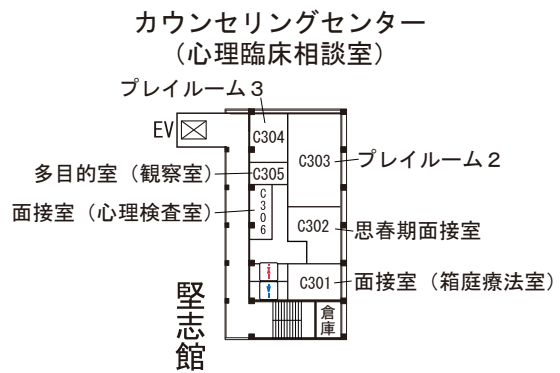 カウンセリングセンター
（心理臨床相談室）
プレイルーム３
EV
C304
C303
プレイルーム２
多目的室（観察室）
C305
面接室（心理検査室）
C306
C302
思春期面接室
C301
面接室（箱庭療法室）
堅志館
倉庫